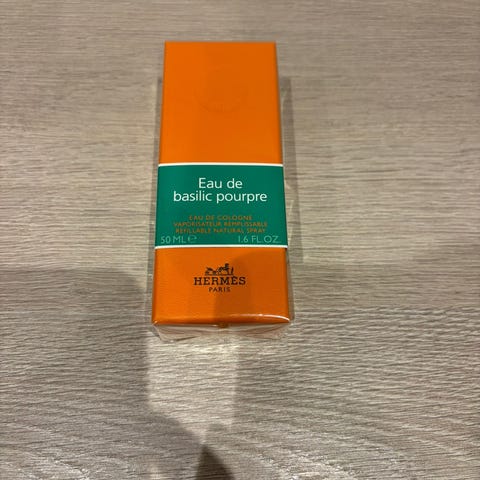 Eau de
basilic pourpre
EAU DE COLOGNE
VAPORISATEUR REMPLISSABLE
REFILLABLE NATURAL SPRAY
50 ML ℮ 1.6 FL.OZ.
HERMÈS
PARIS